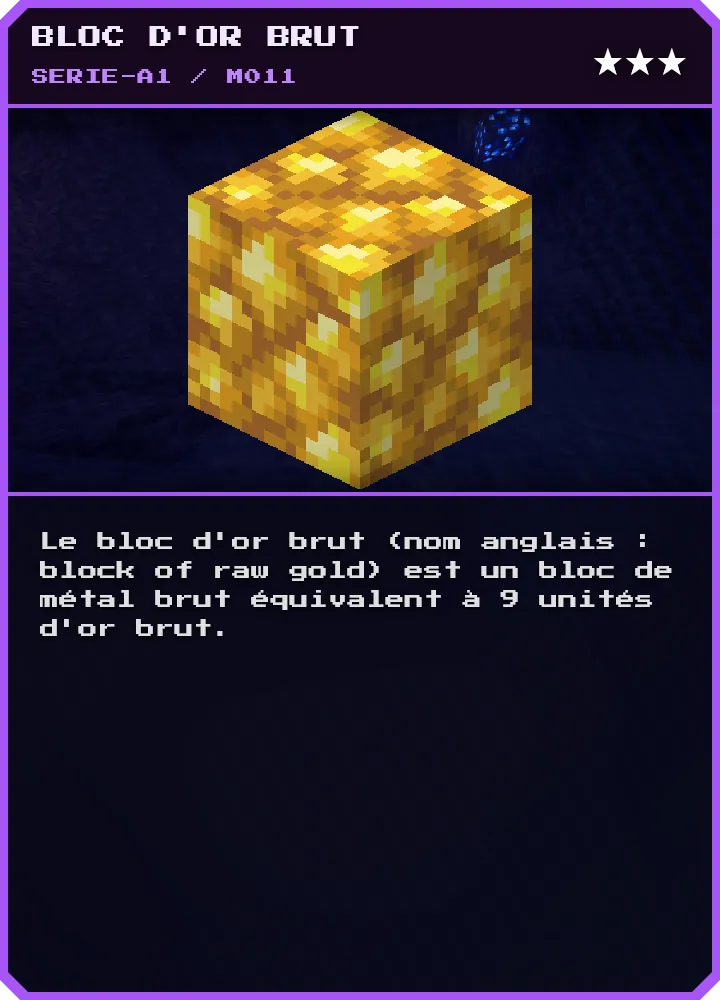 BLOC D'OR BRUT
SERIE-A1 / M011
★★★
Le bloc d'or brut (nom anglais :
block of raw gold) est un bloc de
métal brut équivalent à 9 unités
d'or brut.